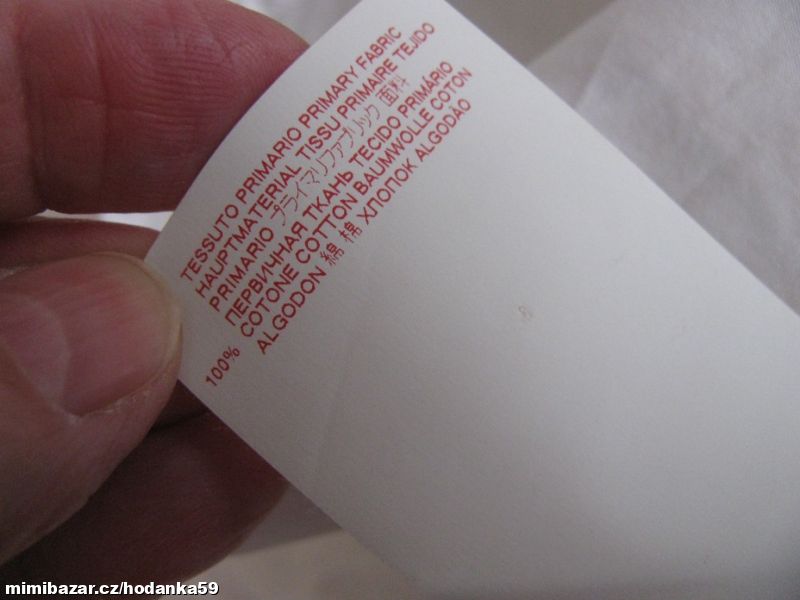 TESSUTO PRIMARIO PRIMARY FABRIC
HAUPTMATERIAL TISSU PRIMAIRE TEJIDO
PRIMARIO プライマリファブリック 面料
ПЕРВИЧНАЯ ТКАНЬ TECIDO PRIMÁRIO
100% COTONE COTTON BAUMWOLLE COTON
ALGODON 綿 棉 ХЛОПОК ALGODÃO
mimibazar.cz/hodanka59